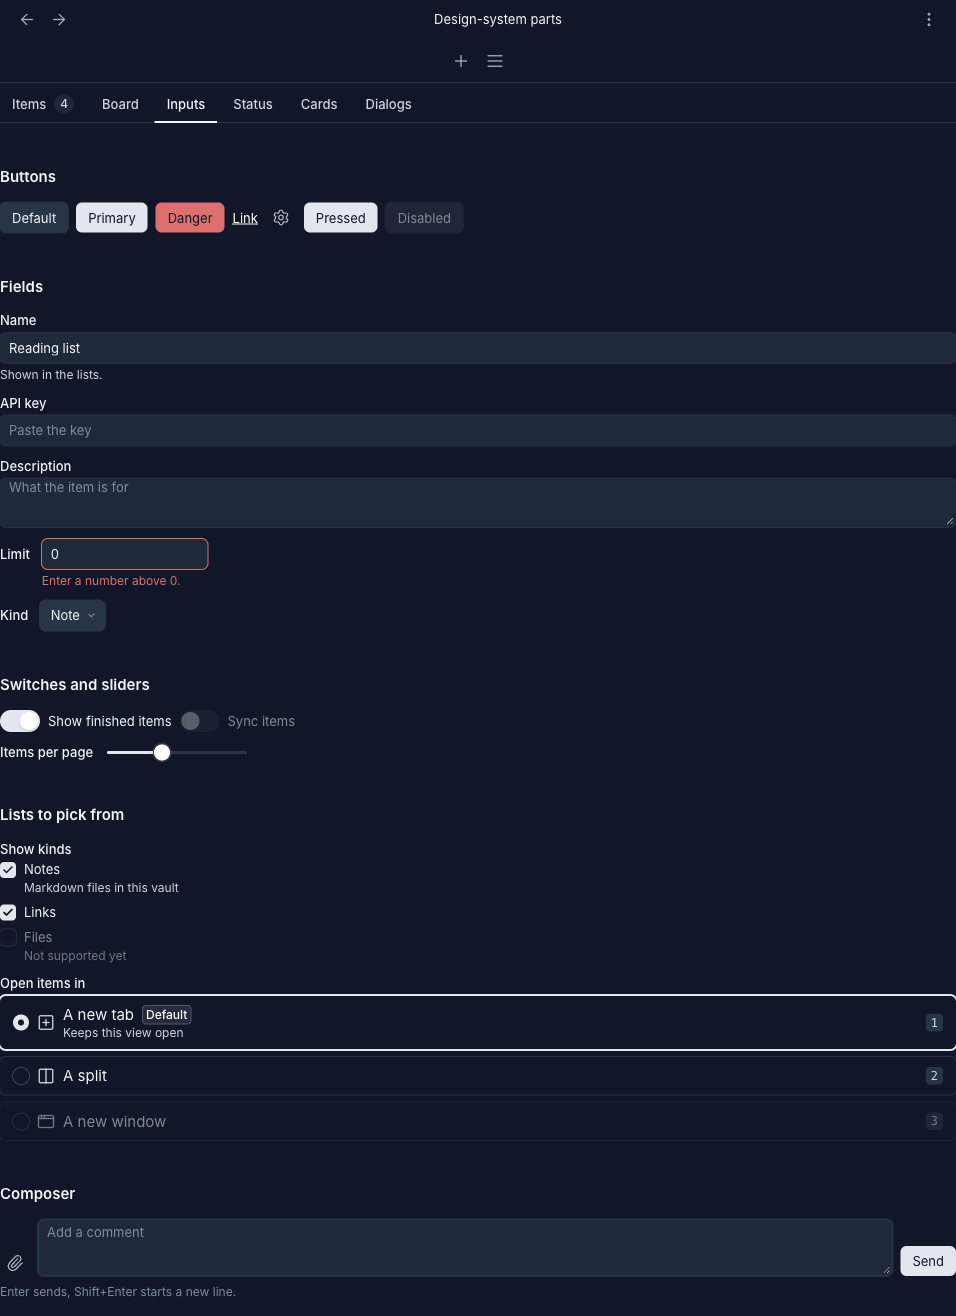 Design-system parts
Items 4 Board Inputs Status Cards Dialogs
Buttons
Default Primary Danger Link Pressed Disabled
Fields
Name
Reading list
Shown in the lists.
API key
Paste the key
Description
What the item is for
Limit 0
Enter a number above 0.
Kind Note
Switches and sliders
Show finished items Sync items
Items per page
Lists to pick from
Show kinds
Notes
Markdown files in this vault
Links
Files
Not supported yet
Open items in
A new tab Default
Keeps this view open
1
A split 2
A new window 3
Composer
Add a comment
Send
Enter sends, Shift+Enter starts a new line.